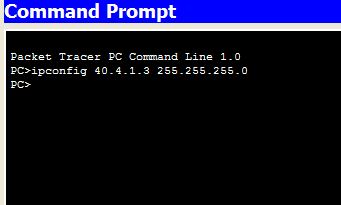 Command Prompt
Packet Tracer PC Command Line 1.0
PC>ipconfig 40.4.1.3 255.255.255.0
PC>